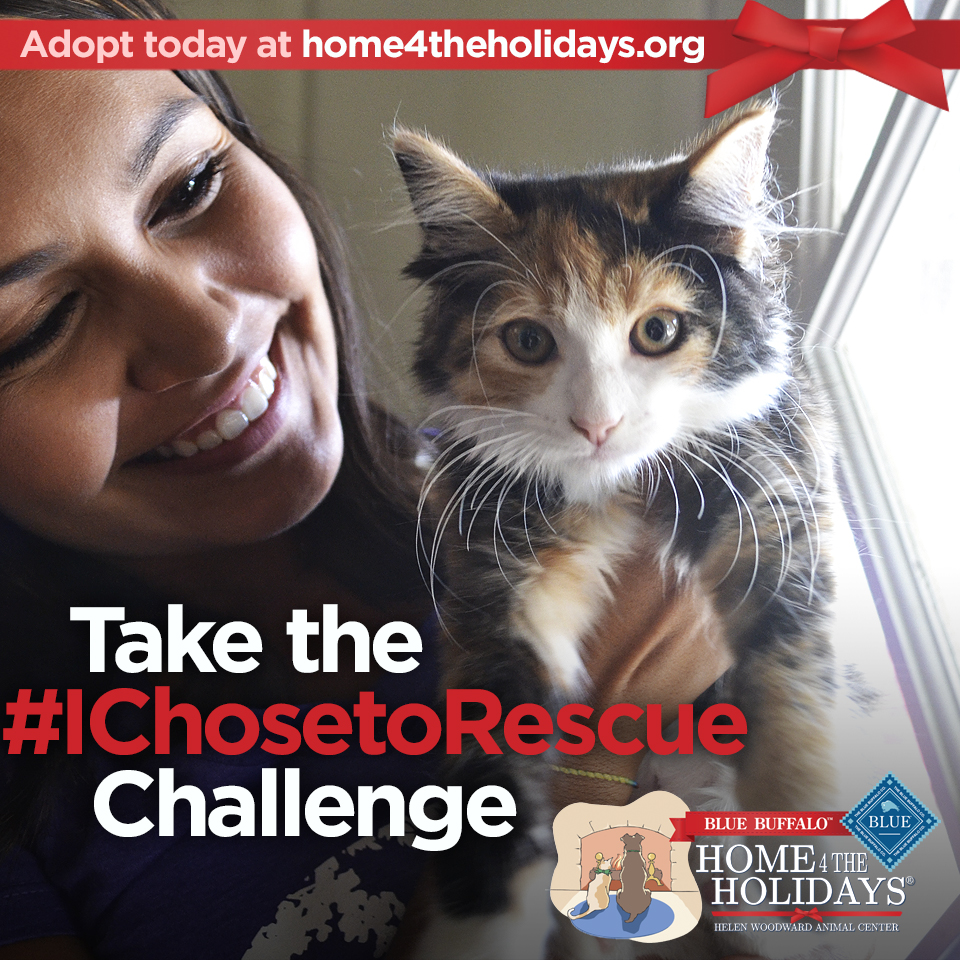 Adopt today at home4theholidays.org
Take the
#IChosetoRescue
Challenge
BLUE BUFFALO™
BLUE
HOME 4 THE
HOLIDAYS®
HELEN WOODWARD ANIMAL CENTER